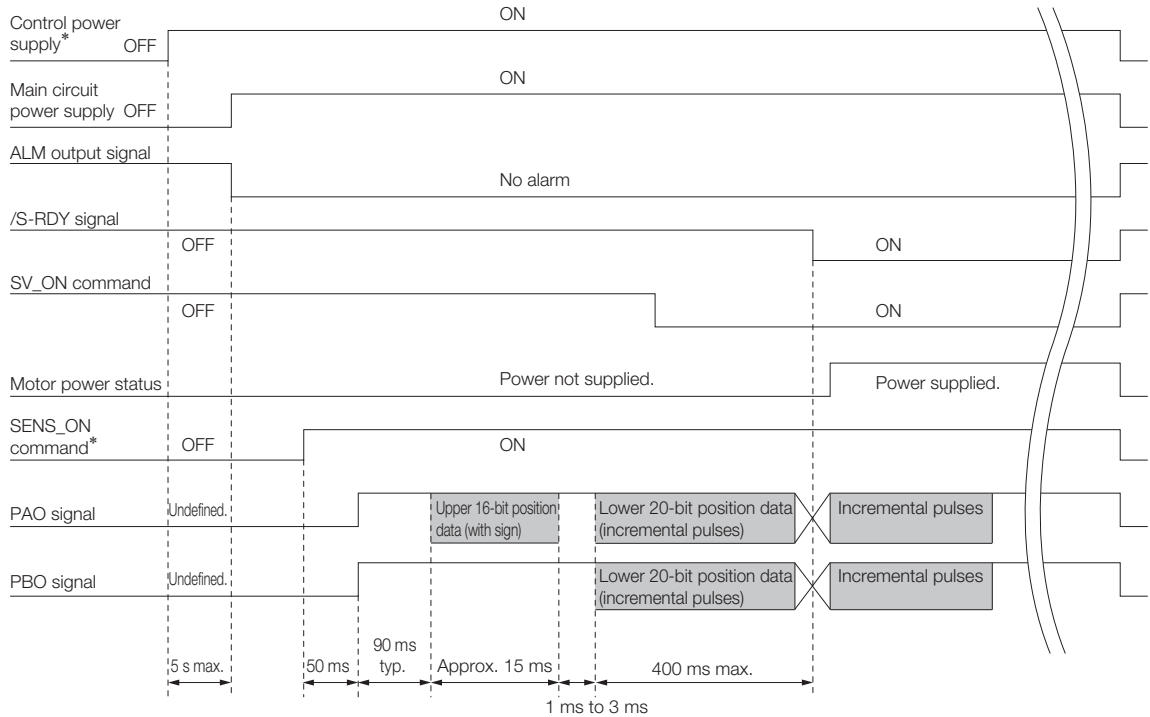 ON
Control power
supply* OFF
ON
Main circuit
power supply OFF
ALM output signal
No alarm
/S-RDY signal
OFF ON
SV_ON command
OFF ON
Motor power status Power not supplied. Power supplied.
SENS_ON
command* OFF ON
PAO signal Undefined. Upper 16-bit position
data (with sign) Lower 20-bit position data
(incremental pulses) Incremental pulses
PBO signal Undefined. Lower 20-bit position data
(incremental pulses) Incremental pulses
5 s max. 50 ms 90 ms
typ. Approx. 15 ms 400 ms max.
1 ms to 3 ms